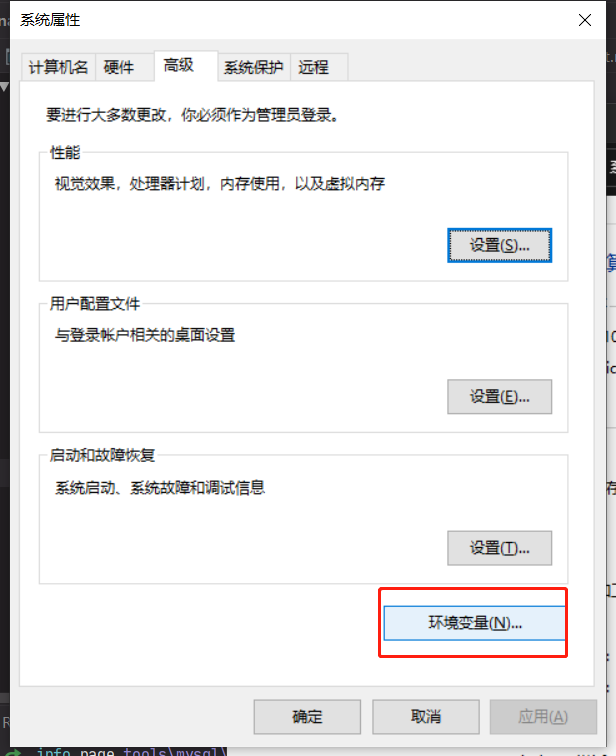 系统属性
计算机名 硬件 高级 系统保护 远程
要进行大多数更改，你必须作为管理员登录。
性能
视觉效果，处理器计划，内存使用，以及虚拟内存
设置(S)...
用户配置文件
与登录帐户相关的桌面设置
设置(E)...
启动和故障恢复
系统启动、系统故障和调试信息
设置(T)...
环境变量(N)...
确定 取消 应用(A)
info page tools\mysql\